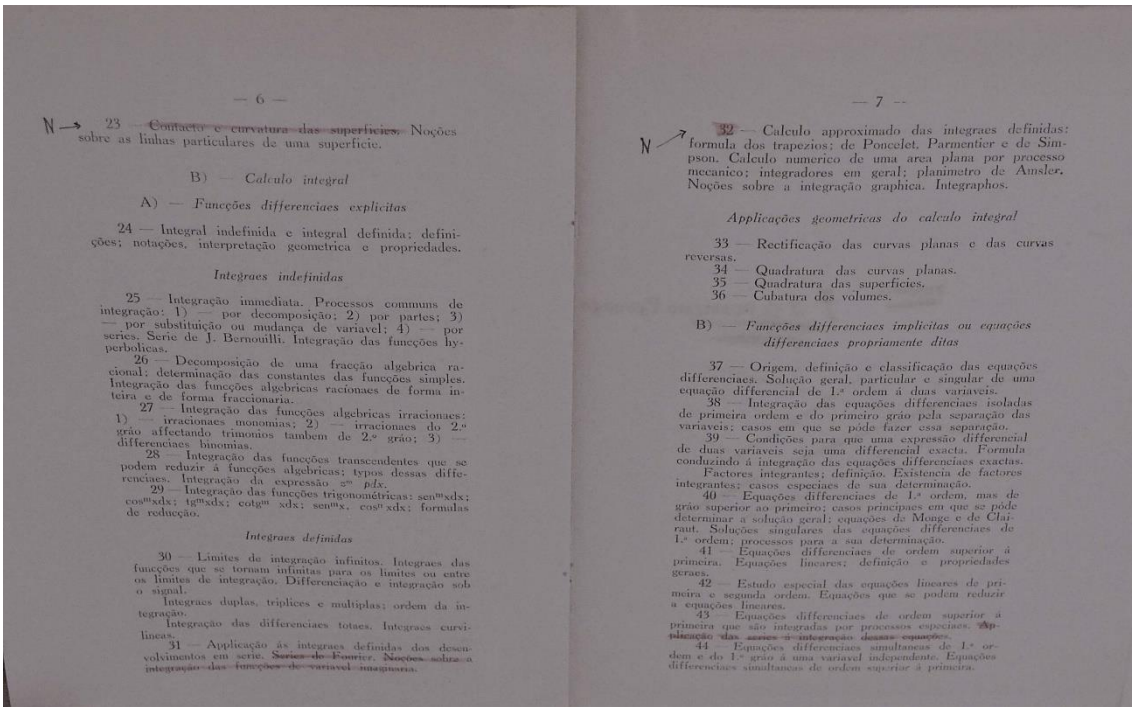 — 6 —
N → 23 — Contacto e curvatura das superficies. Noções
sobre as linhas particulares de uma superficie.
B) — Calculo integral
A) — Funcções differenciaes explicitas
24 — Integral indefinida e integral definida; defini-
ções; notações, interpretação geometrica e propriedades.
Integraes indefinidas
25 — Integração immediata. Processos communs de
integração: 1) — por decomposição; 2) por partes; 3)
— por substituição ou mudança de variavel; 4) — por
series. Serie de J. Bernouilli. Integração das funcções hy-
perbolicas.
26 — Decomposição de uma fracção algebrica ra-
cional; determinação das constantes das funcções simples.
Integração das funcções algebricas racionaes de forma in-
teira e de forma fraccionaria.
27 — Integração das funcções algebricas irracionaes:
1) — irracionaes monomias; 2) — irracionaes do 2.º
gráo affectando trimonios tambem de 2.º gráo; 3) —
differenciaes binomias.
28 — Integração das funcções transcendentes que se
podem reduzir á funcções algebricas; typos dessas diffe-
renciaes. Integração da expressão pdx.
29 — Integração das funcções trigonométricas: senᵐxdx;
cosᵐxdx; tgᵐxdx; cotgᵐ xdx; senᵐx, cosⁿ xdx; formulas
de reducção.
Integraes definidas
30 — Limites de integração infinitos. Integraes das
funcções que se tornam infinitas para os limites ou entre
os limites de integração. Differenciação e integração sob
o signal.
Integraes duplas, triplices e multiplas; ordem da in-
tegração.
Integração das differenciaes totaes. Integraes curvi-
lineas.
31 — Applicação ás integraes definidas dos desen-
volvimentos em serie. Series de Fourier. Noções sobre a
integração das funcções de variavel imaginaria.
— 7 —
N → 32 — Calculo approximado das integraes definidas:
formula dos trapezios; de Poncelet, Parmentier e de Sim-
pson. Calculo numerico de uma area plana por processo
mecanico; integradores em geral; planimetro de Amsler.
Noções sobre a integração graphica. Integraphos.
Applicações geometricas do calculo integral
33 — Rectificação das curvas planas e das curvas
reversas.
34 — Quadratura das curvas planas.
35 — Quadratura das superficies.
36 — Cubatura dos volumes.
B) — Funcções differenciaes implicitas ou equações
differenciaes propriamente ditas
37 — Origem, definição e classificação das equações
differenciaes. Solução geral, particular e singular de uma
equação differencial de 1.ª ordem á duas variaveis.
38 — Integração das equações differenciaes isoladas
de primeira ordem e do primeiro gráo pela separação das
variaveis; casos em que se póde fazer essa separação.
39 — Condições para que uma expressão differencial
de duas variaveis seja uma differencial exacta. Formula
conduzindo á integração das equações differenciaes exactas.
Factores integrantes; definição. Existencia de factores
integrantes; casos especiaes de sua determinação.
40 — Equações differenciaes de 1.ª ordem, mas de
gráo superior ao primeiro; casos principaes em que se póde
determinar a solução geral; equações de Monge e de Clai-
raut. Soluções singulares das equações differenciaes de
1.ª ordem; processos para a sua determinação.
41 — Equações differenciaes de ordem superior á
primeira. Equações lineares; definição e propriedades
geraes.
42 — Estudo especial das equações lineares de pri-
meira e segunda ordem. Equações que se podem reduzir
a equações lineares.
43 — Equações differenciaes de ordem superior á
primeira que são integradas por processos especiaes. Ap-
plicação das series á integração dessas equações.
44 — Equações differenciaes simultaneas de 1.ª or-
dem e do 1.º gráo á uma variavel independente. Equações
differenciaes simultaneas de ordem superior á primeira.